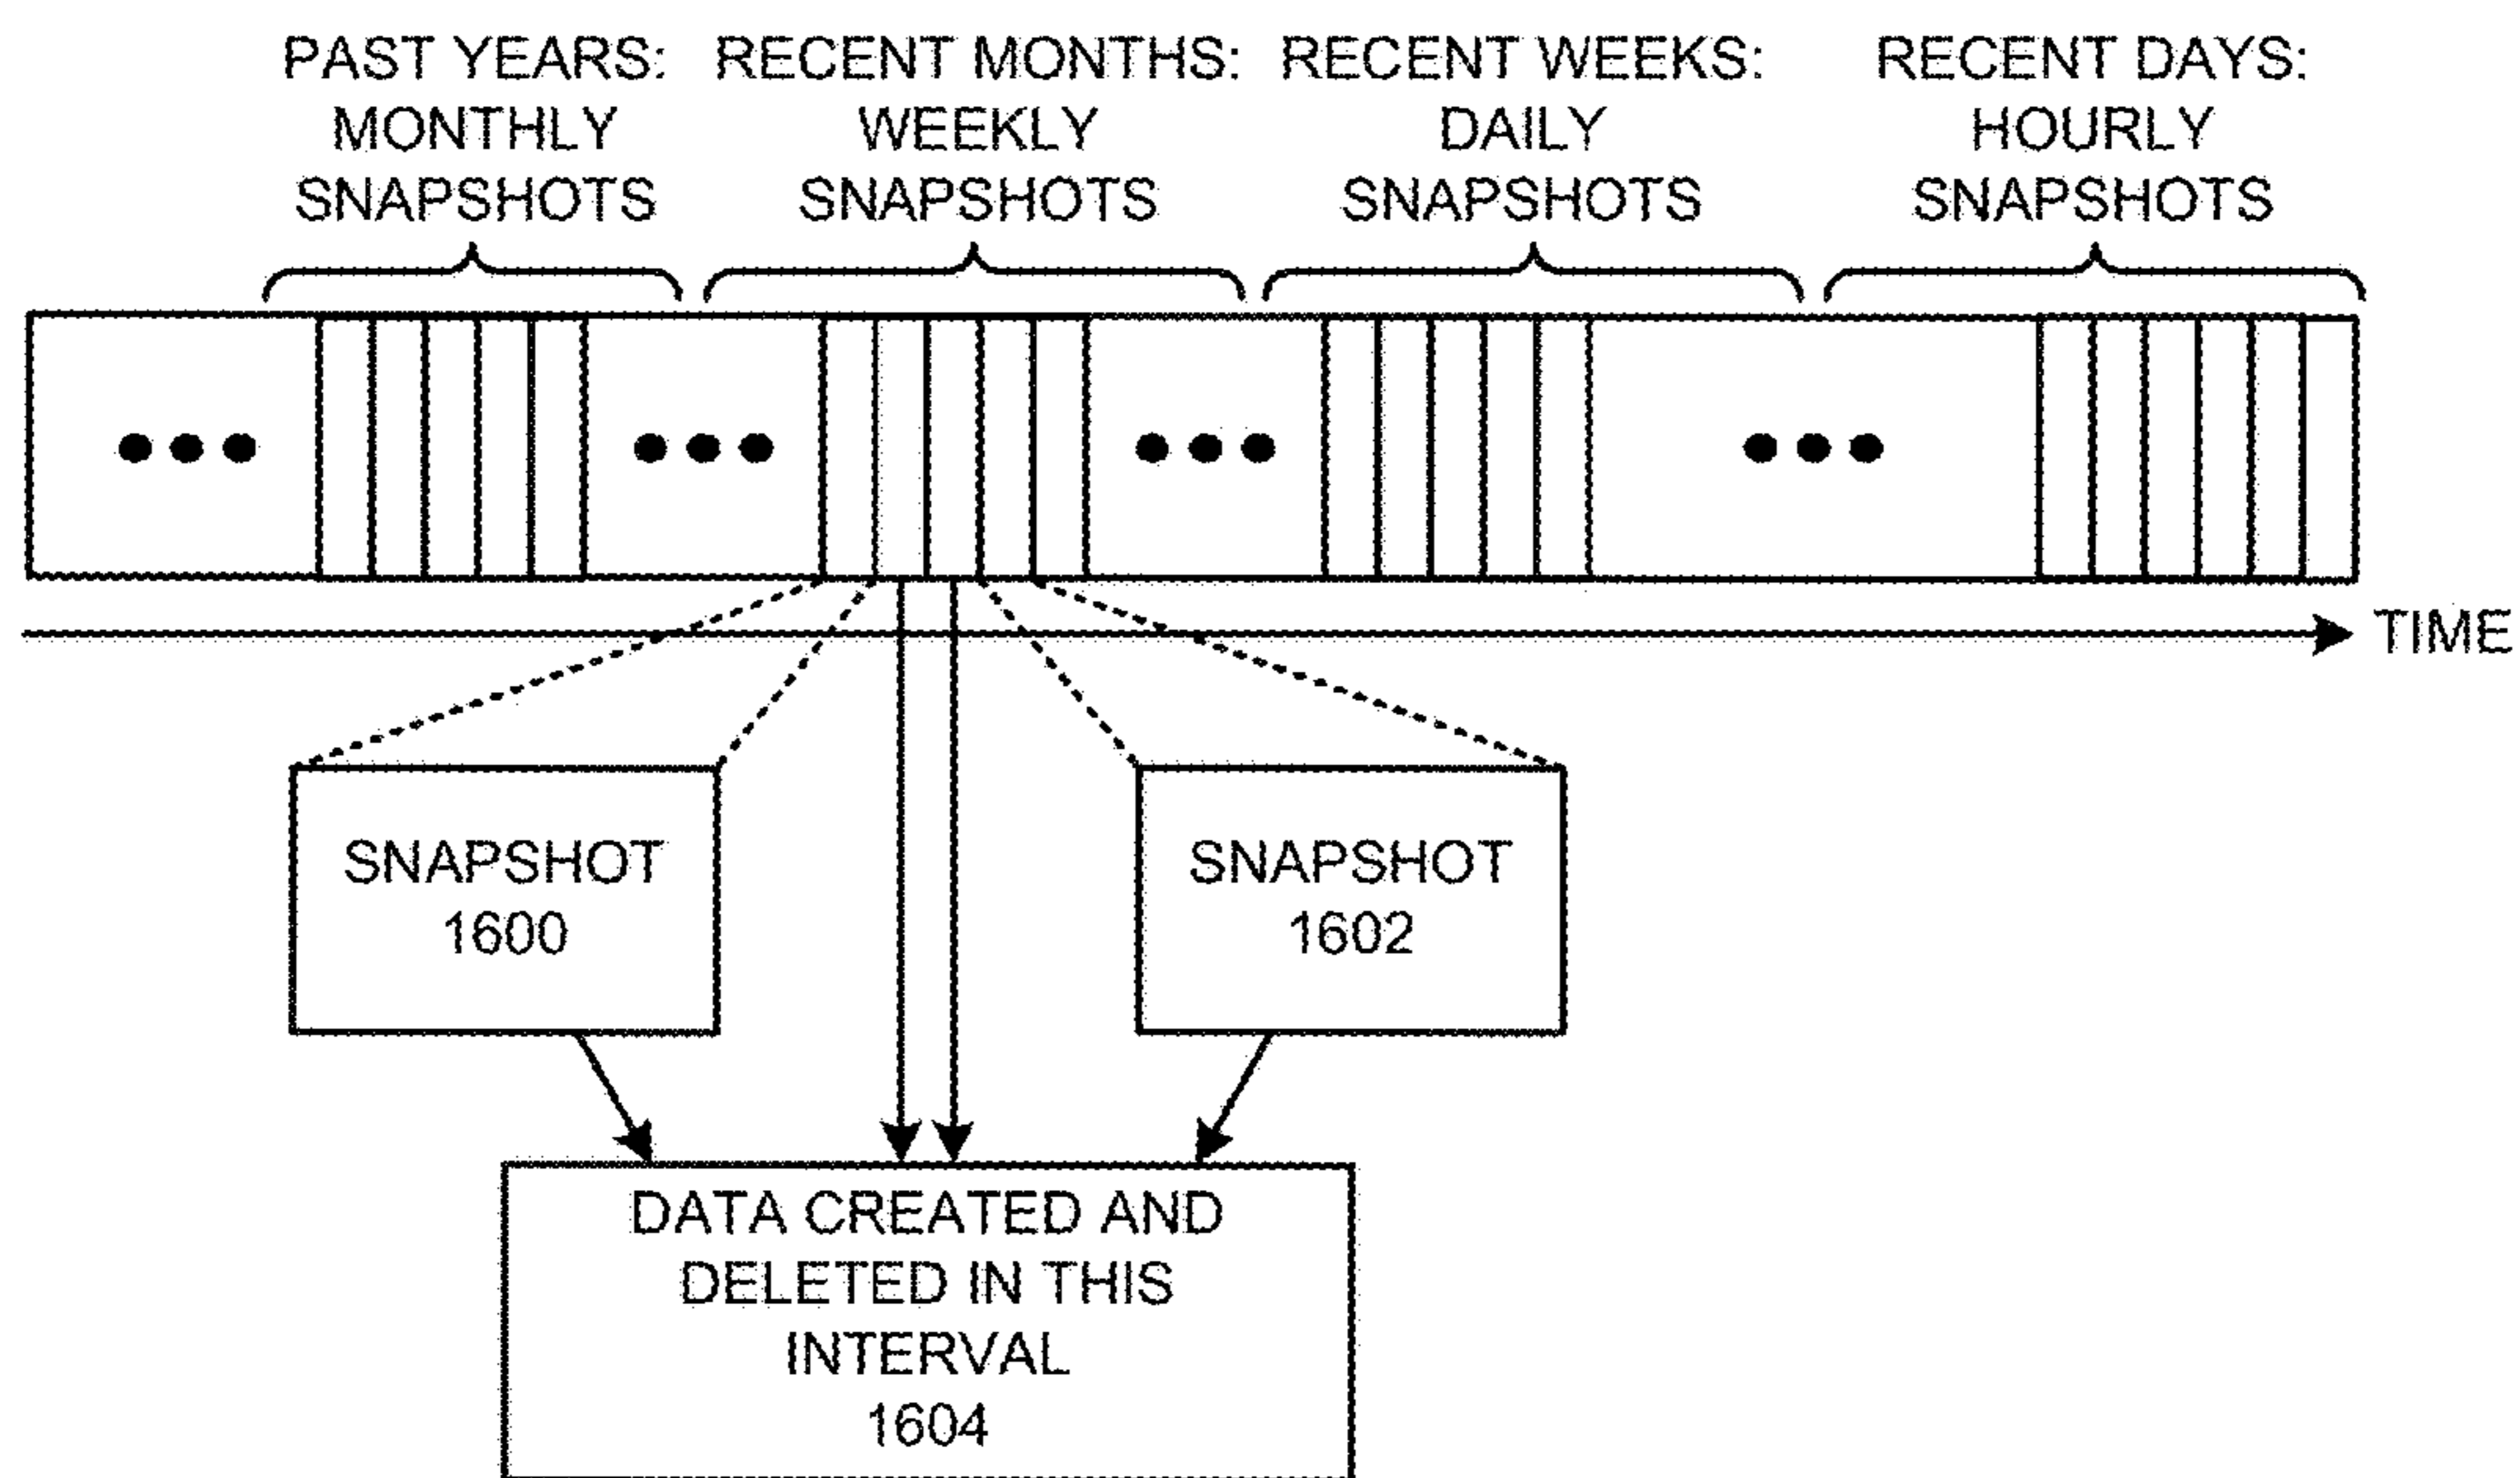 PAST YEARS:
MONTHLY
SNAPSHOTS
RECENT MONTHS:
WEEKLY
SNAPSHOTS
RECENT WEEKS:
DAILY
SNAPSHOTS
RECENT DAYS:
HOURLY
SNAPSHOTS
TIME
SNAPSHOT
1600
SNAPSHOT
1602
DATA CREATED AND
DELETED IN THIS
INTERVAL
1604